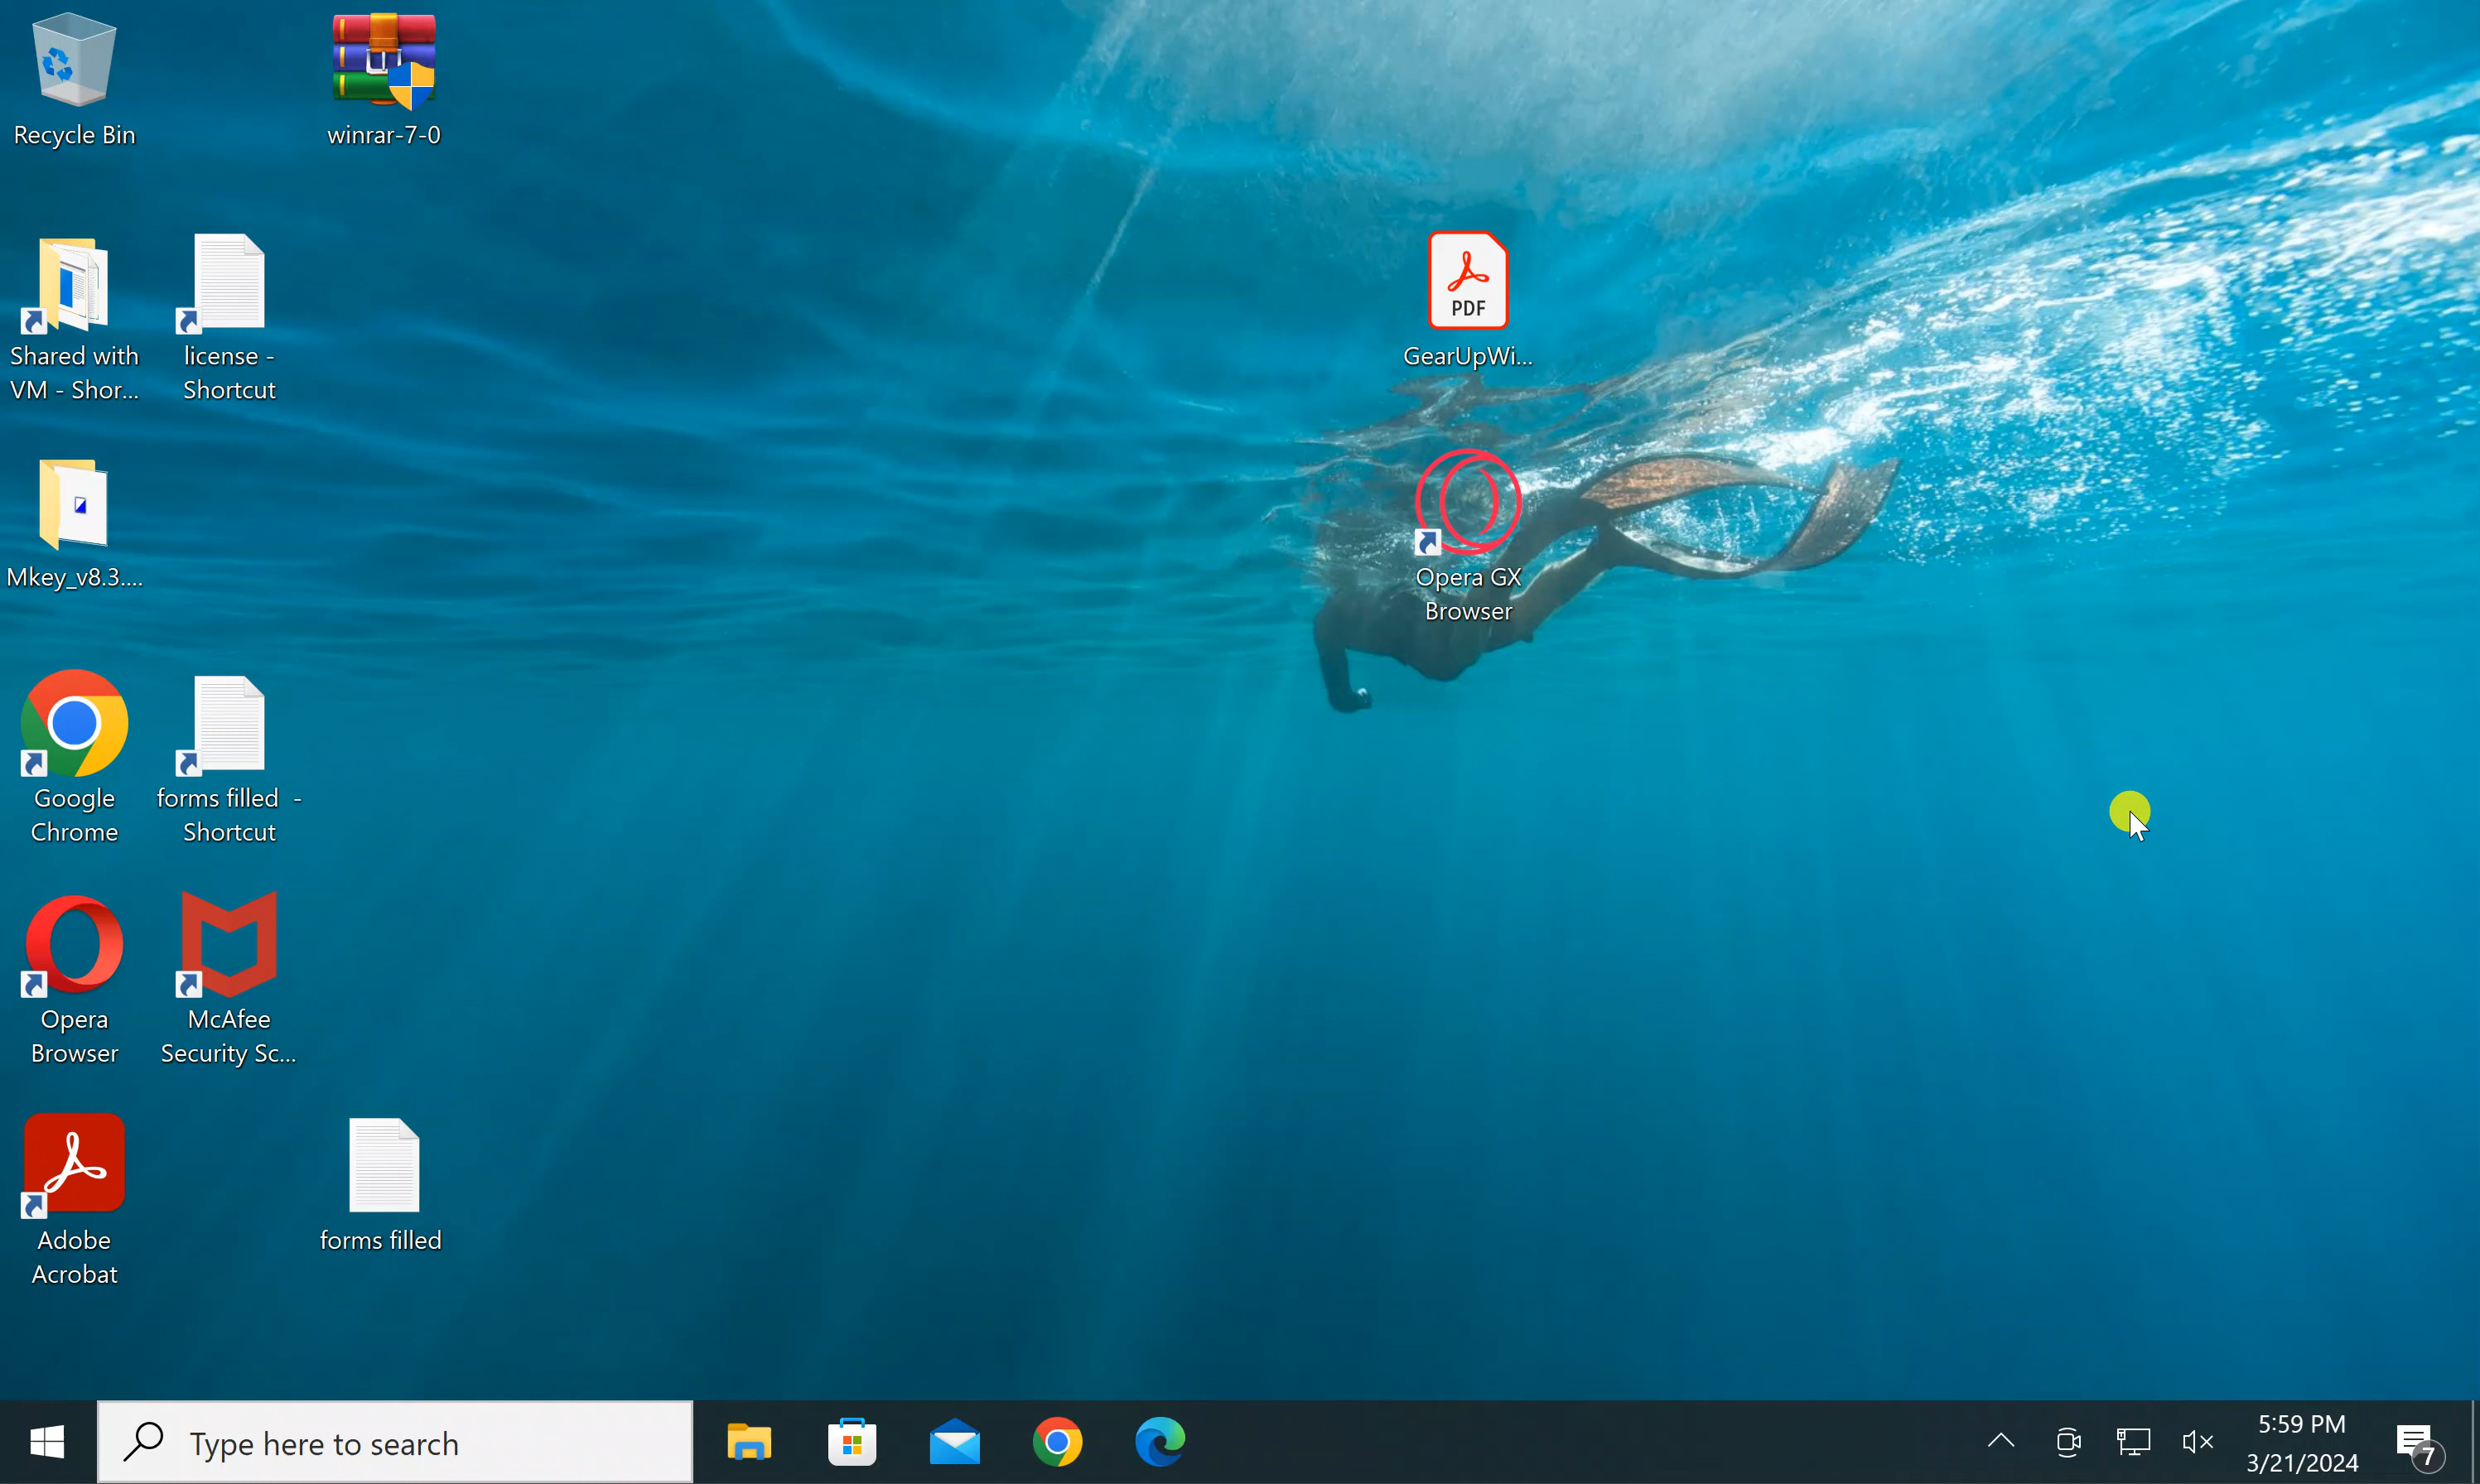 Recycle Bin
winrar-7-0
Shared with
VM - Shor...
license -
Shortcut
PDF
GearUpWi...
Mkey_v8.3....
Opera GX
Browser
Google
Chrome
forms filled -
Shortcut
Opera
Browser
McAfee
Security Sc...
Adobe
Acrobat
forms filled
Type here to search
5:59 PM
3/21/2024
7